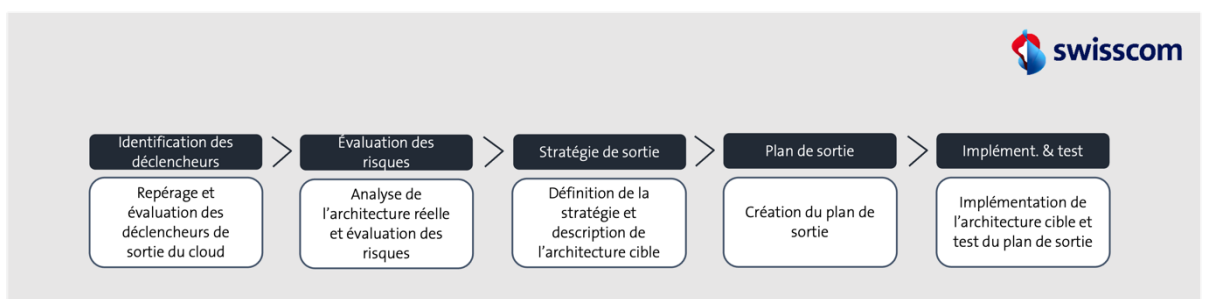 swisscom
Identification des
déclencheurs
Évaluation des
risques
Stratégie de sortie
Plan de sortie
Implément. & test
Repérage et
évaluation des
déclencheurs de
sortie du cloud
Analyse de
l'architecture réelle
et évaluation des
risques
Définition de la
stratégie et
description de
l'architecture cible
Création du plan de
sortie
Implémentation de
l'architecture cible et
test du plan de sortie